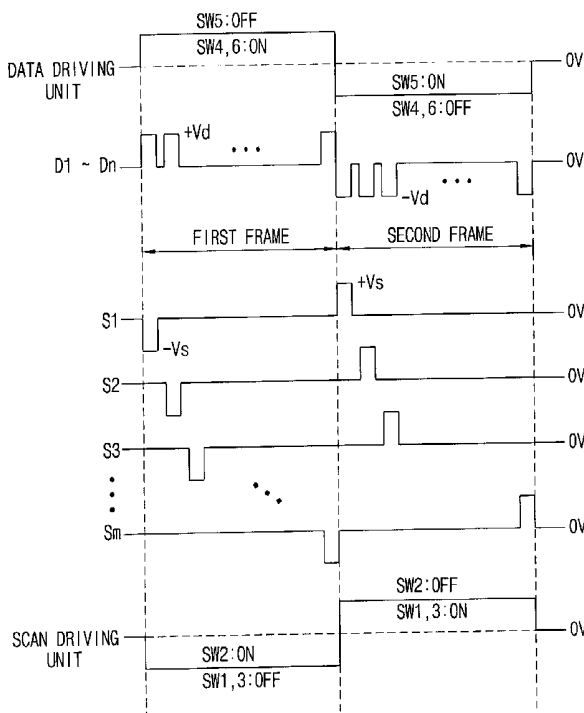 SW5:OFF
SW4,6:ON
DATA DRIVING
UNIT
0V
SW5:ON
SW4,6:OFF
+Vd
•••
D1 ~ Dn
0V
•••
-Vd
FIRST FRAME
SECOND FRAME
+Vs
S1
0V
-Vs
S2
0V
S3
0V
Sm
0V
SW2:OFF
SW1,3:ON
SCAN DRIVING
UNIT
0V
SW2:ON
SW1,3:OFF